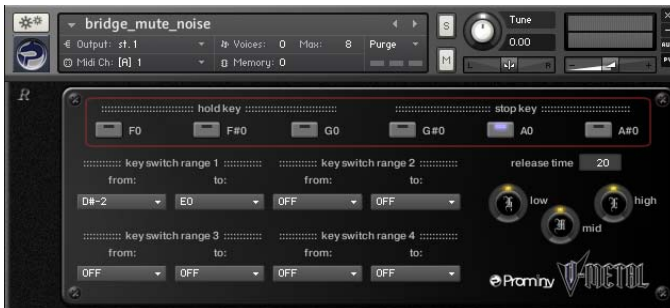 bridge_mute_noise
Output: st.1 Voices: 0 Max: 8 Purge
Midi Ch: [A] 1 Memory: 0
S
M
Tune
0.00
L R
- +
R
hold key stop key
F0 F#0 G0 G#0 A0 A#0
key switch range 1 key switch range 2 release time 20
from: to: from: to:
D#-2 E0 OFF OFF
low high
mid
key switch range 3 key switch range 4
from: to: from: to:
OFF OFF OFF OFF
Prominy V-METAL